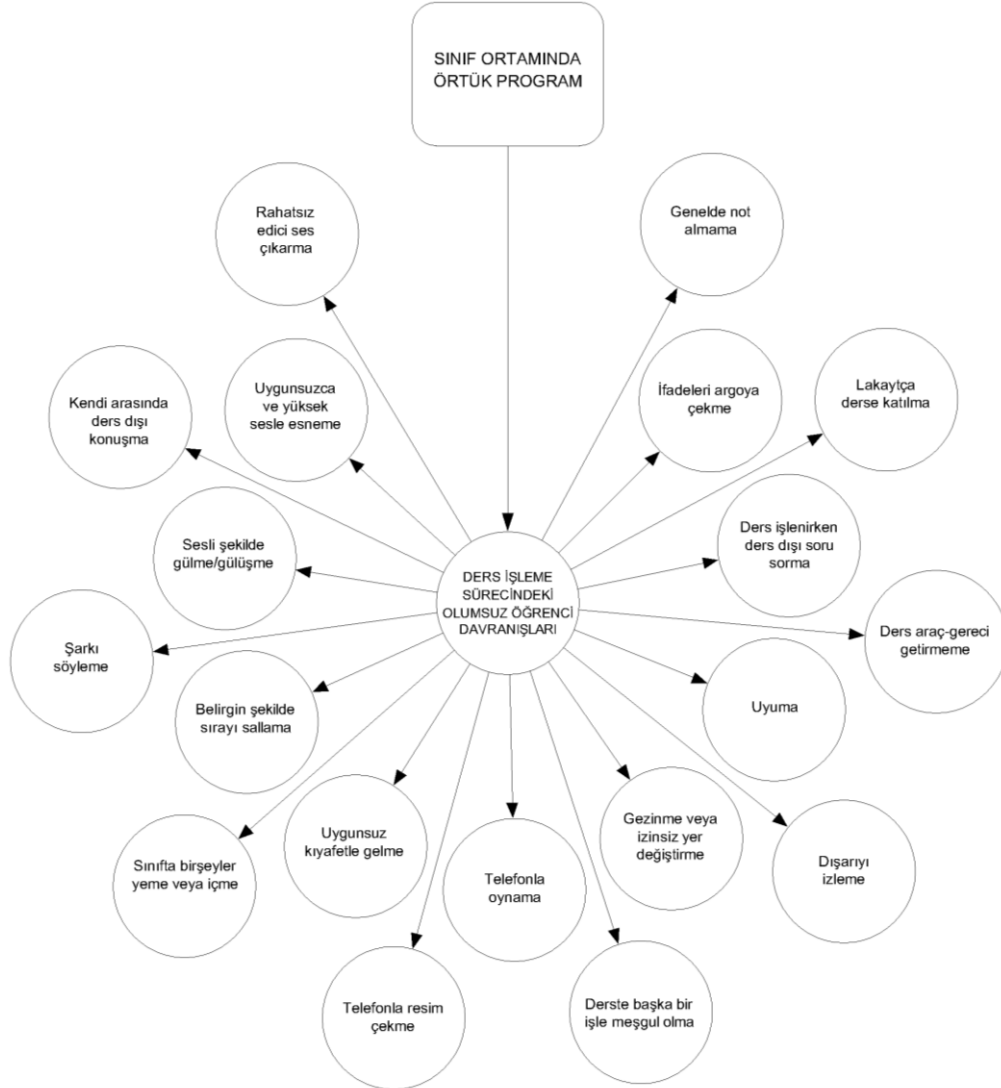 SINIF ORTAMINDA
ÖRTÜK PROGRAM
Rahatsız
edici ses
çıkarma
Genelde not
almama
Kendi arasında
ders dışı
konuşma
Uygunsuzca
ve yüksek
sesle esneme
İfadeleri argoya
çekme
Lakaytça
derse katılma
Sesli şekilde
gülme/gülüşme
Ders işlenirken
ders dışı soru
sorma
DERS İŞLEME
SÜRECİNDEKİ
OLUMSUZ ÖĞRENCİ
DAVRANIŞLARI
Şarkı
söyleme
Ders araç-gereci
getirmeme
Belirgin şekilde
sırayı sallama
Uyuma
Sınıfta birşeyler
yeme veya içme
Uygunsuz
kıyafetle gelme
Telefonla
oynama
Gezinme veya
izinsiz yer
değiştirme
Dışarıyı
izleme
Telefonla resim
çekme
Derste başka bir
işle meşgul olma